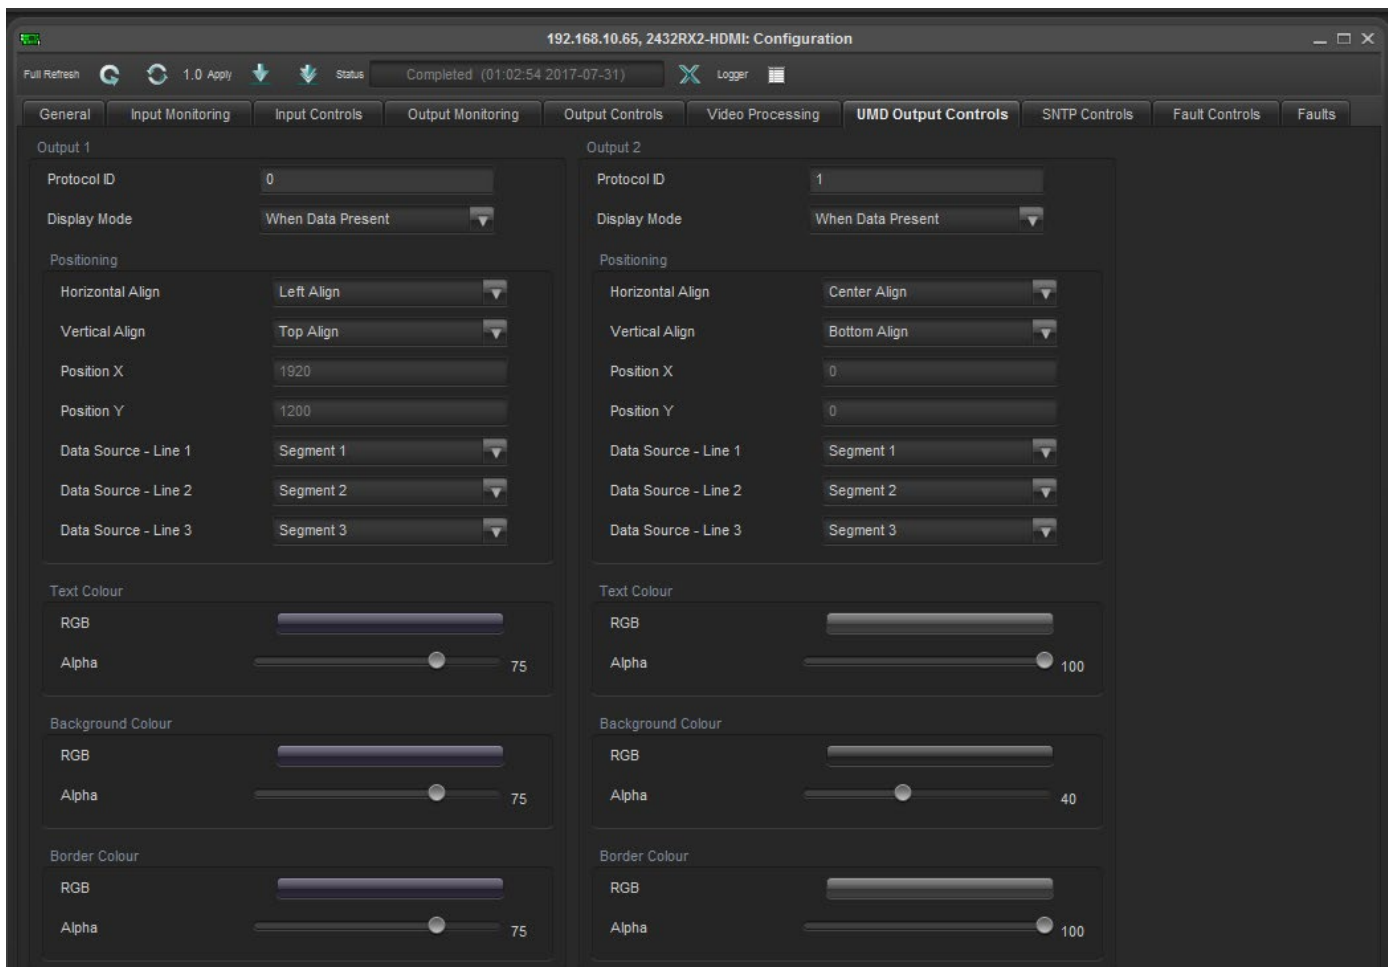 192.168.10.65, 2432RX2-HDMI: Configuration
Full Refresh 1.0 Apply Status Completed (01:02:54 2017-07-31) Logger
General Input Monitoring Input Controls Output Monitoring Output Controls Video Processing UMD Output Controls SNTP Controls Fault Controls Faults
Output 1
Protocol ID 0
Display Mode When Data Present
Positioning
Horizontal Align Left Align
Vertical Align Top Align
Position X 1920
Position Y 1200
Data Source - Line 1 Segment 1
Data Source - Line 2 Segment 2
Data Source - Line 3 Segment 3
Text Colour
RGB
Alpha 75
Background Colour
RGB
Alpha 75
Border Colour
RGB
Alpha 75
Output 2
Protocol ID 1
Display Mode When Data Present
Positioning
Horizontal Align Center Align
Vertical Align Bottom Align
Position X 0
Position Y 0
Data Source - Line 1 Segment 1
Data Source - Line 2 Segment 2
Data Source - Line 3 Segment 3
Text Colour
RGB
Alpha 100
Background Colour
RGB
Alpha 40
Border Colour
RGB
Alpha 100